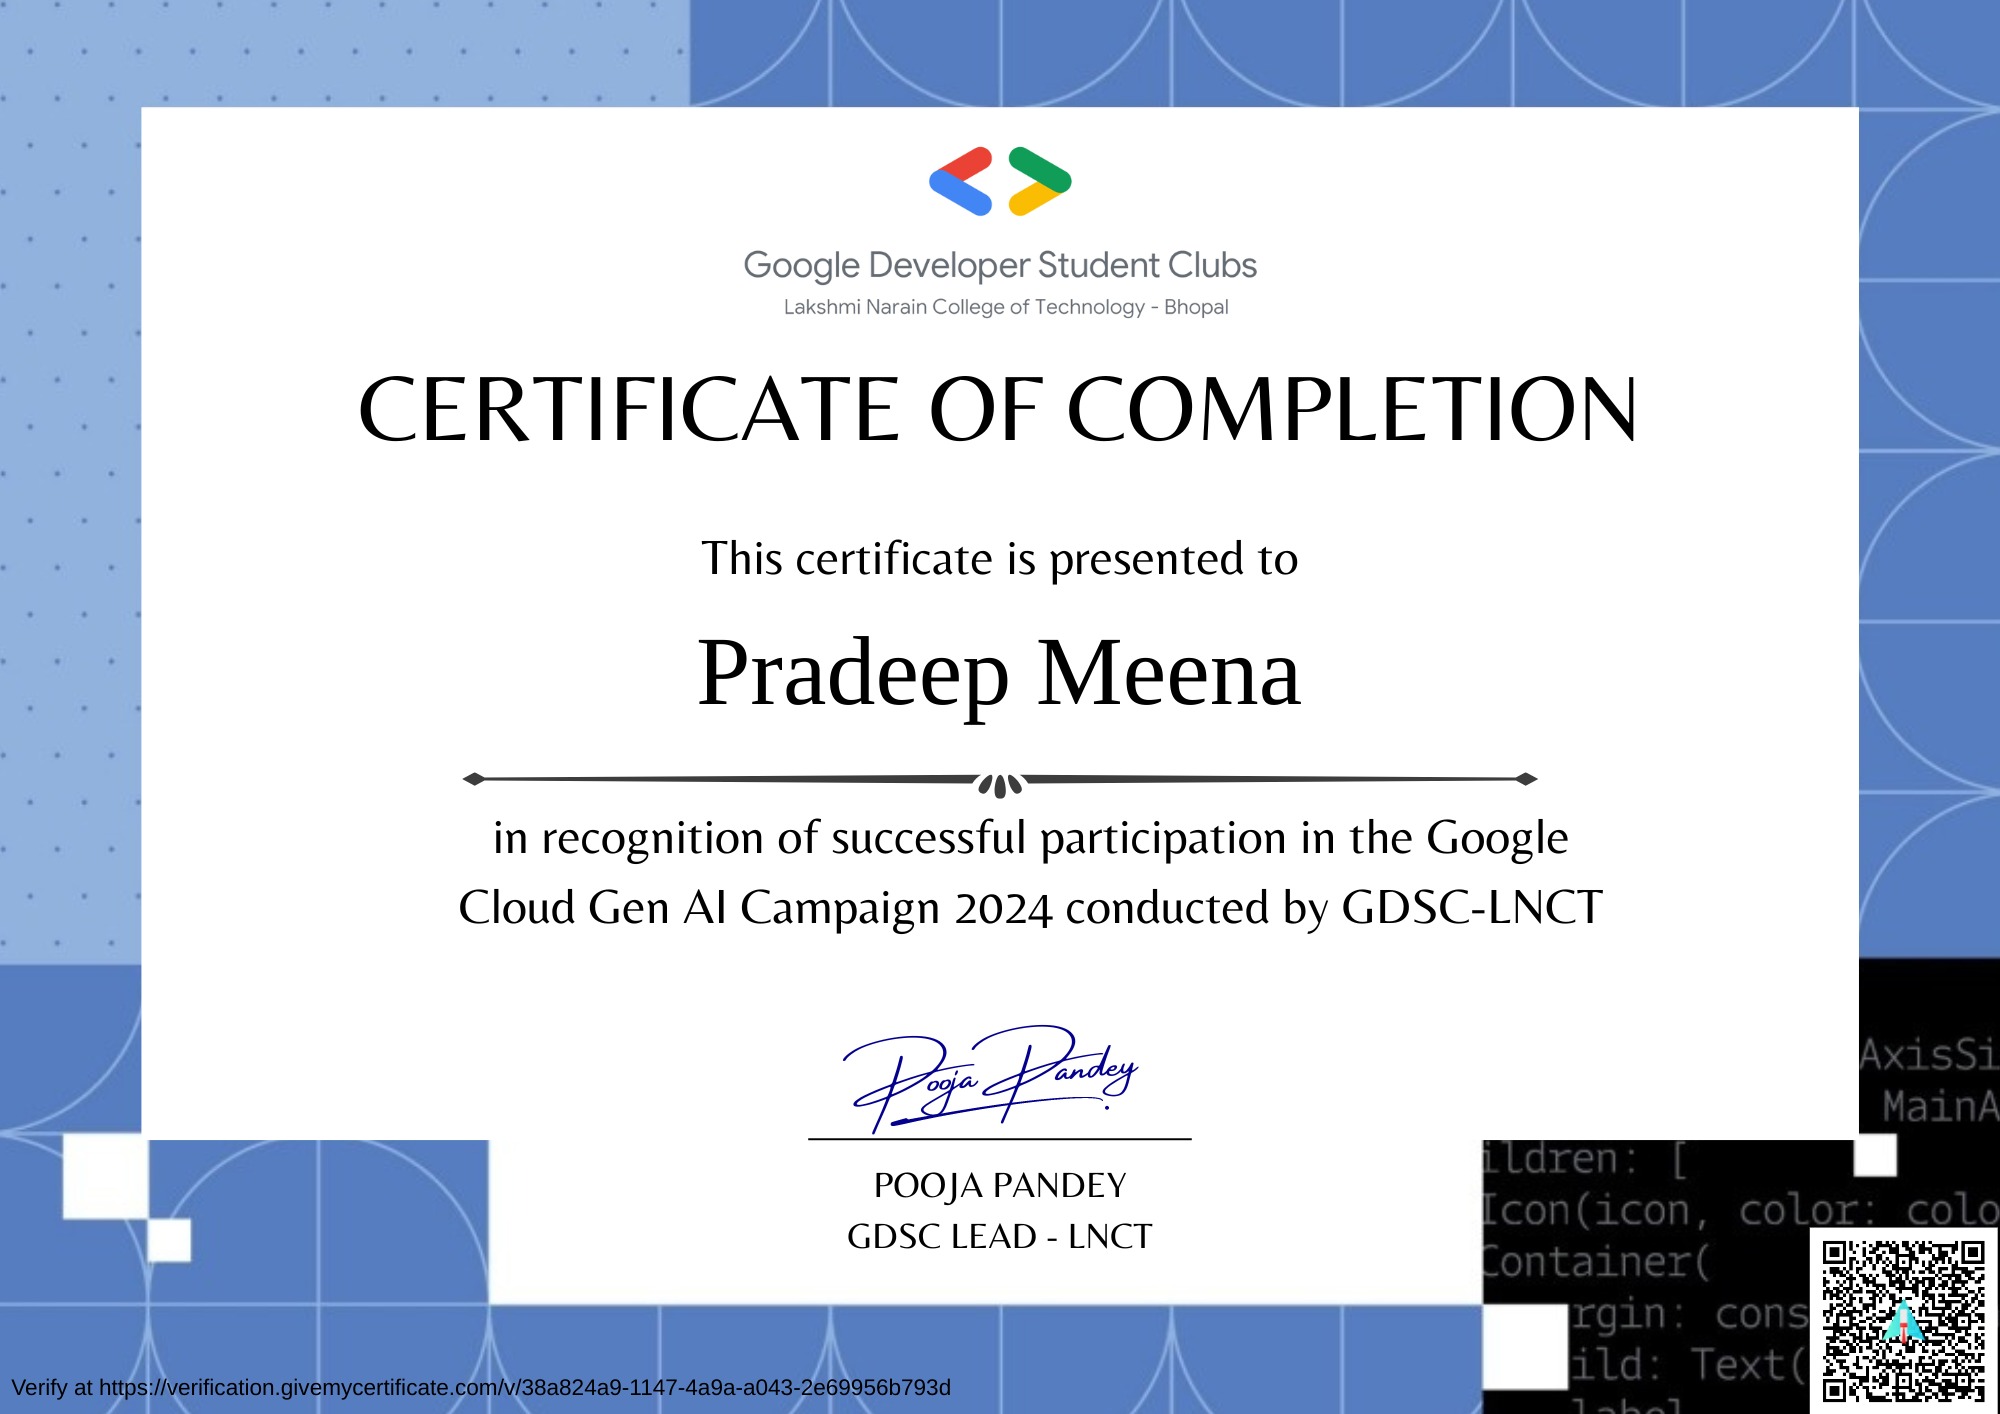 Google Developer Student Clubs
Lakshmi Narain College of Technology - Bhopal
CERTIFICATE OF COMPLETION
This certificate is presented to
Pradeep Meena
in recognition of successful participation in the Google
Cloud Gen AI Campaign 2024 conducted by GDSC-LNCT
Pooja Pandey
POOJA PANDEY
GDSC LEAD - LNCT
AxisSi
MainA
ildren: [
Icon(icon, color: colo
Container(
rgin: cons
ild: Text(
label
Verify at https://verification.givemycertificate.com/v/38a824a9-1147-4a9a-a043-2e69956b793d